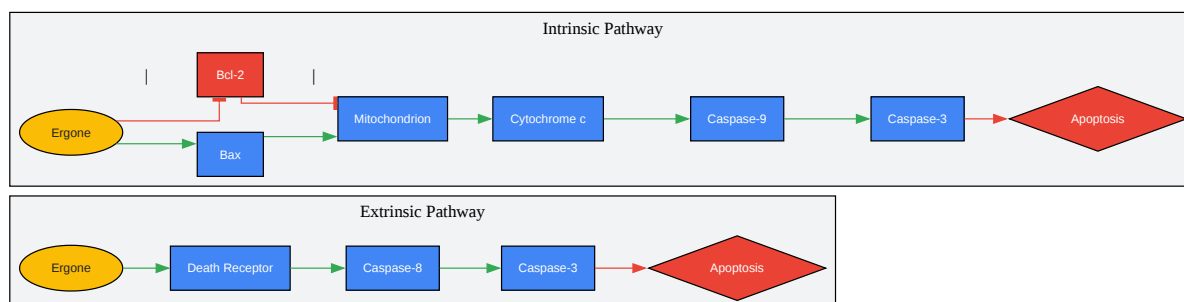 Intrinsic Pathway
|
Bcl-2
|
Ergone
Bax
Mitochondrion
Cytochrome c
Caspase-9
Caspase-3
Apoptosis
Extrinsic Pathway
Ergone
Death Receptor
Caspase-8
Caspase-3
Apoptosis